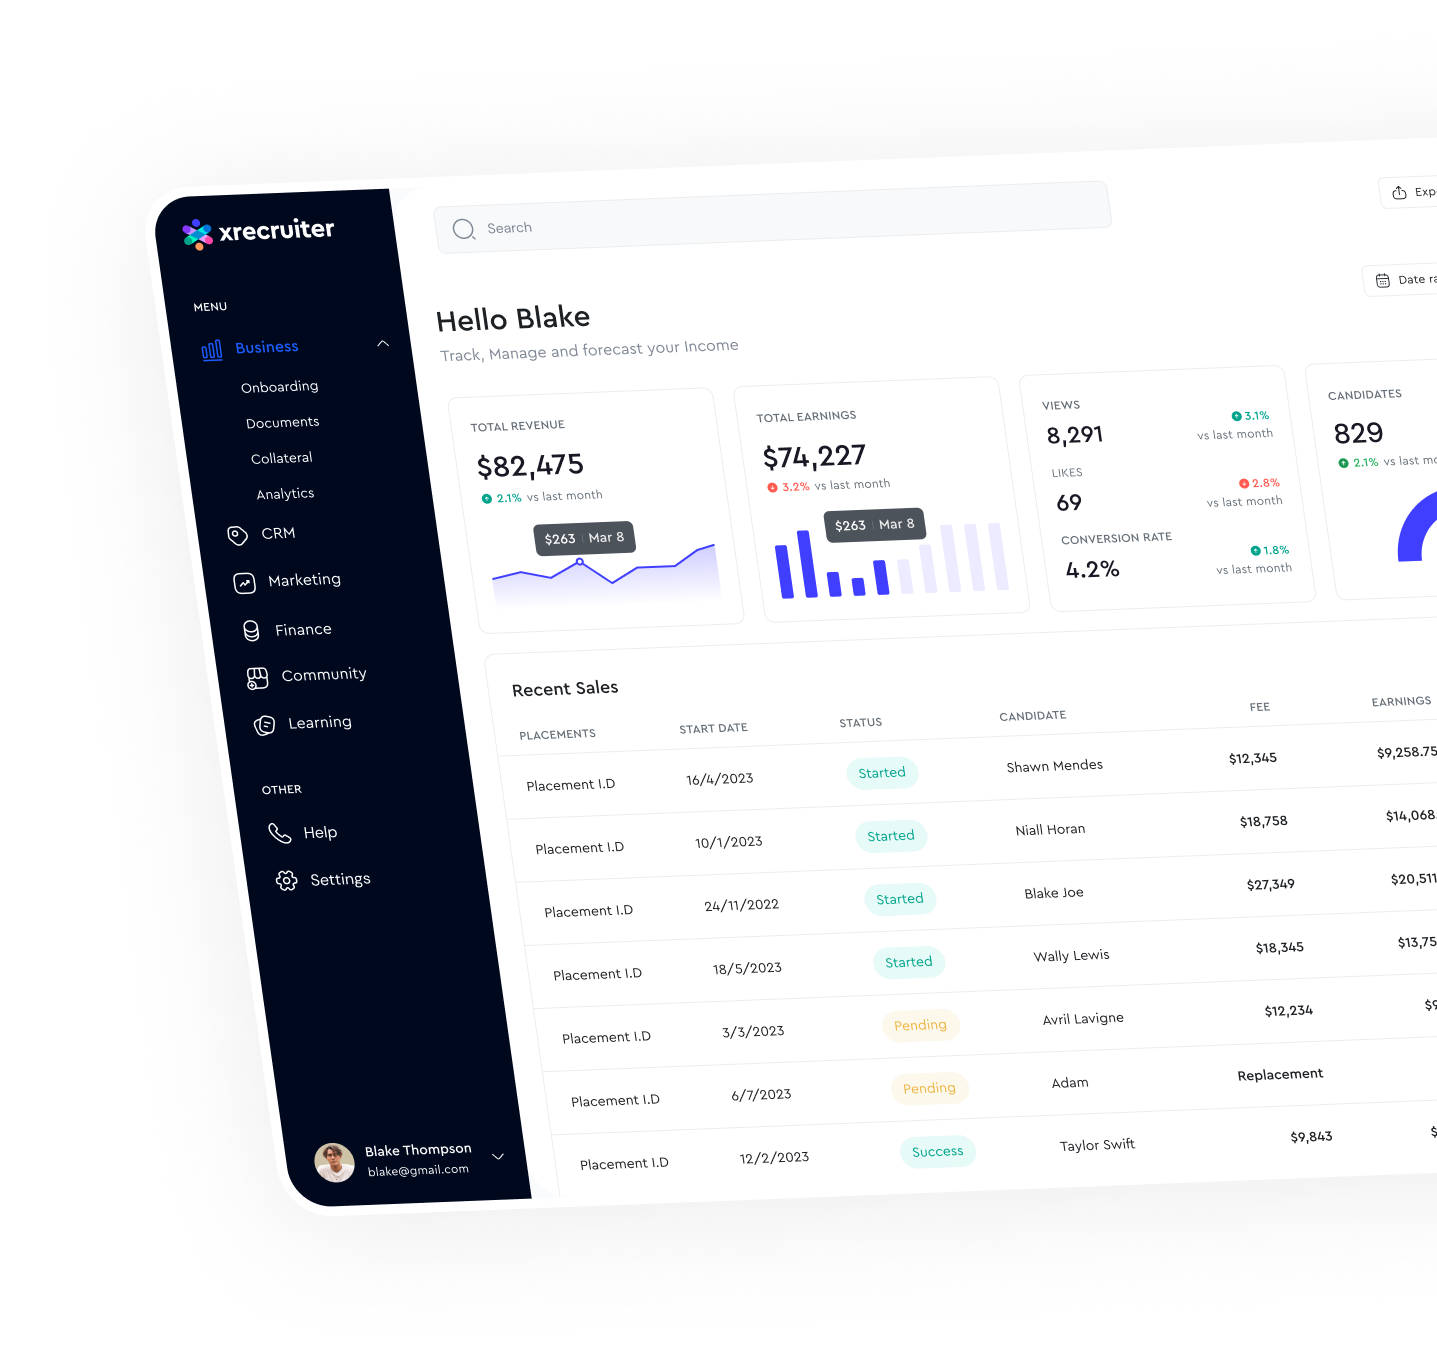 xrecruiter
Search
Exp
MENU
Date ra
Hello Blake
Track, Manage and forecast your Income
Business
Onboarding
Documents
Collateral
Analytics
CRM
Marketing
Finance
Community
Learning
OTHER
Help
Settings
Blake Thompson
blake@gmail.com
TOTAL REVENUE
$82,475
2.1% vs last month
$263 | Mar 8
TOTAL EARNINGS
$74,227
3.2% vs last month
$263 | Mar 8
VIEWS
8,291
3.1%
vs last month
LIKES
69
2.8%
vs last month
CONVERSION RATE
4.2%
1.8%
vs last month
CANDIDATES
829
2.1% vs last mo
Recent Sales
PLACEMENTS START DATE STATUS CANDIDATE FEE EARNINGS
Placement I.D 16/4/2023 Started Shawn Mendes $12,345 $9,258.75
Placement I.D 10/1/2023 Started Niall Horan $18,758 $14,068.
Placement I.D 24/11/2022 Started Blake Joe $27,349 $20,511
Placement I.D 18/5/2023 Started Wally Lewis $18,345 $13,75
Placement I.D 3/3/2023 Pending Avril Lavigne $12,234 $9
Placement I.D 6/7/2023 Pending Adam Replacement
Placement I.D 12/2/2023 Success Taylor Swift $9,843 $